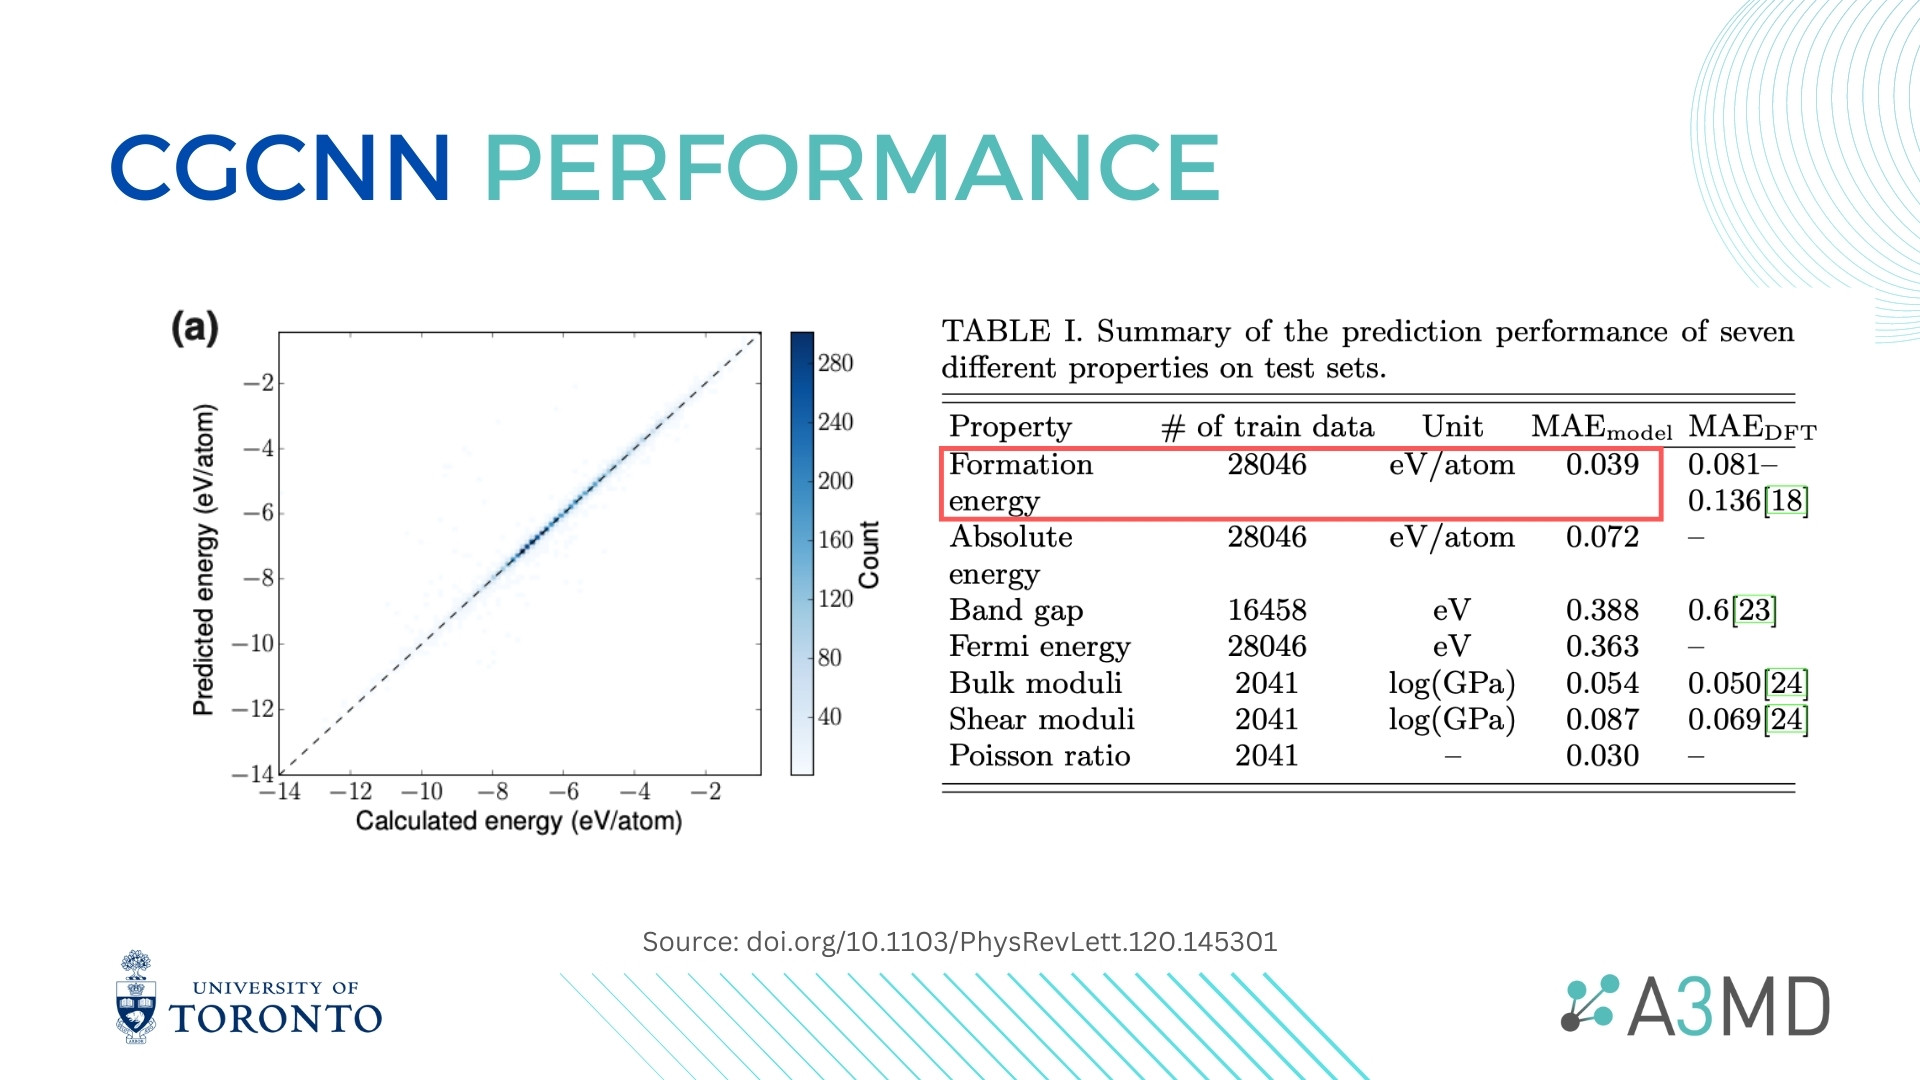 CGCNN PERFORMANCE
(a)
Predicted energy (eV/atom)
−2
−4
−6
−8
−10
−12
−14
−14 −12 −10 −8 −6 −4 −2
Calculated energy (eV/atom)
280
240
200
160
120
80
40
Count
TABLE I. Summary of the prediction performance of seven
different properties on test sets.
Property # of train data Unit MAEmodel MAEDFT
Formation 28046 eV/atom 0.039 0.081–
energy 0.136[18]
Absolute 28046 eV/atom 0.072 –
energy
Band gap 16458 eV 0.388 0.6[23]
Fermi energy 28046 eV 0.363 –
Bulk moduli 2041 log(GPa) 0.054 0.050[24]
Shear moduli 2041 log(GPa) 0.087 0.069[24]
Poisson ratio 2041 – 0.030 –
Source: doi.org/10.1103/PhysRevLett.120.145301
UNIVERSITY OF
TORONTO
A3MD